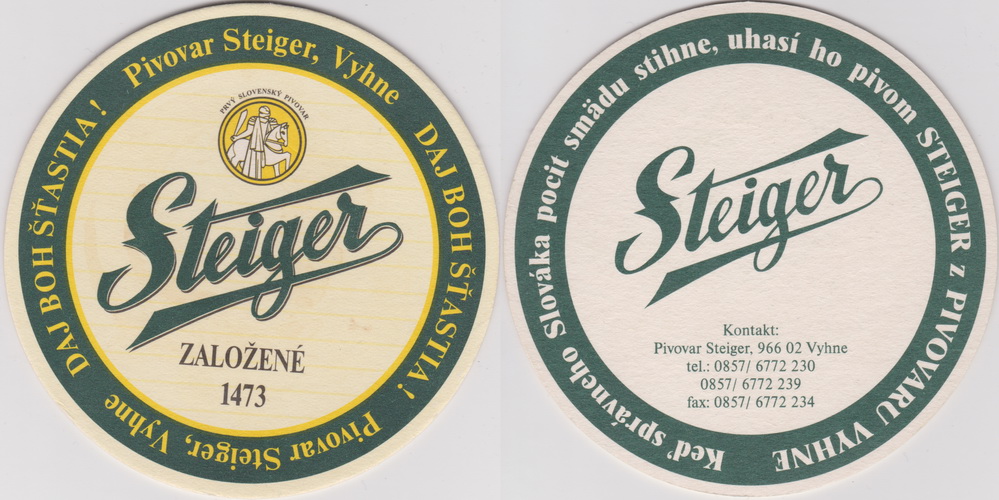 Pivovar Steiger, Vyhne
DAJ BOH ŠŤASTIA!
Pivovar Steiger, Vyhne
DAJ BOH ŠŤASTIA!
PRVÝ SLOVENSKÝ PIVOVAR
Steiger
ZALOŽENÉ
1473
Keď správneho Slováka pocit smädu stihne, uhasí ho pivom STEIGER z PIVOVARU VYHNE
Steiger
Kontakt:
Pivovar Steiger, 966 02 Vyhne
tel.: 0857/ 6772 230
0857/ 6772 239
fax: 0857/ 6772 234